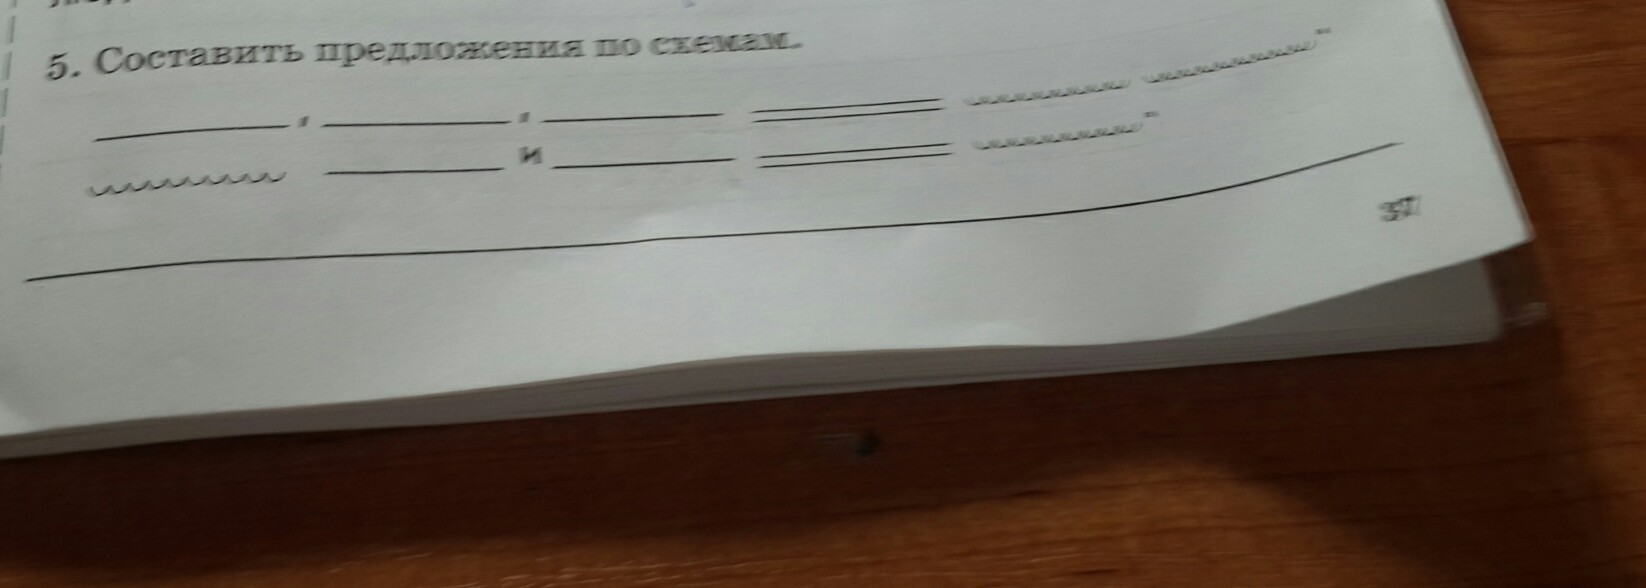 5. Составить предложения по схемам.
, ,
и
37